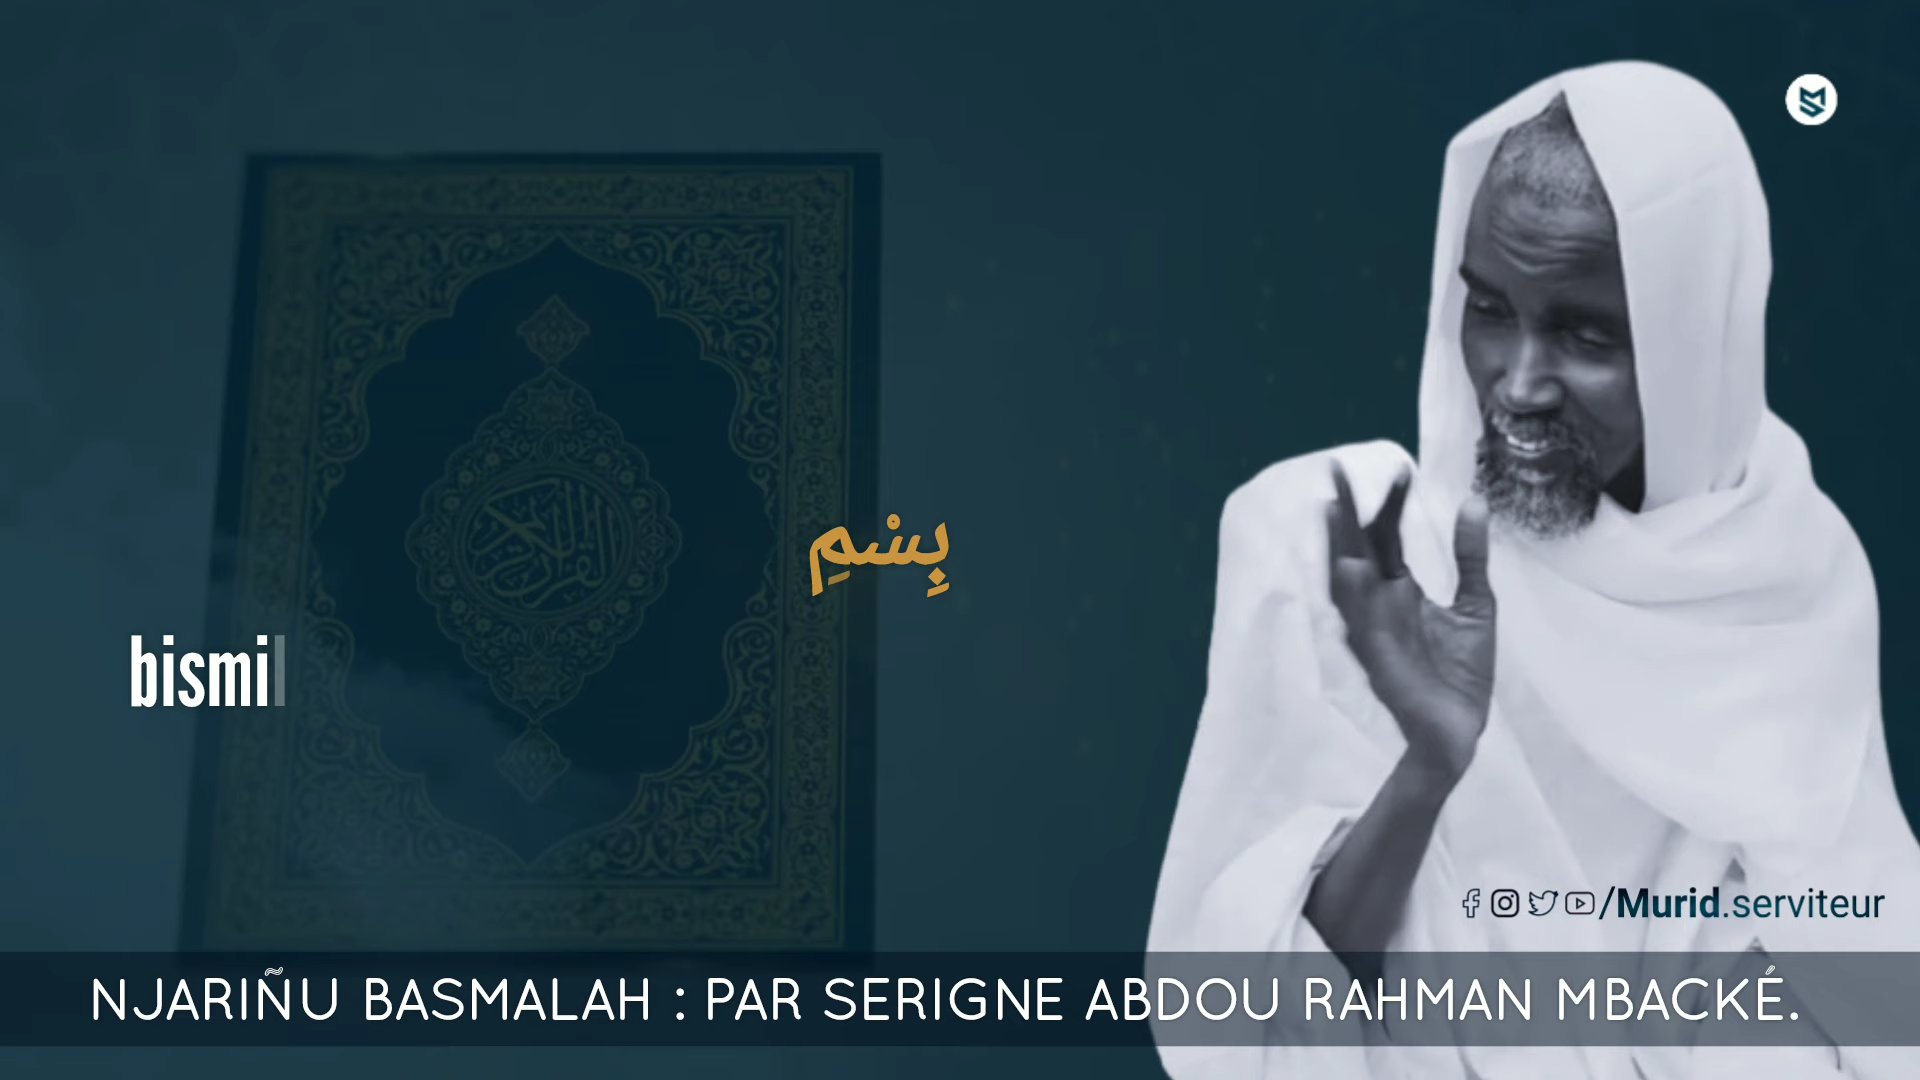 بِسْمِ
bismil
/Murid.serviteur
NJARIÑU BASMALAH : PAR SERIGNE ABDOU RAHMAN MBACKÉ.